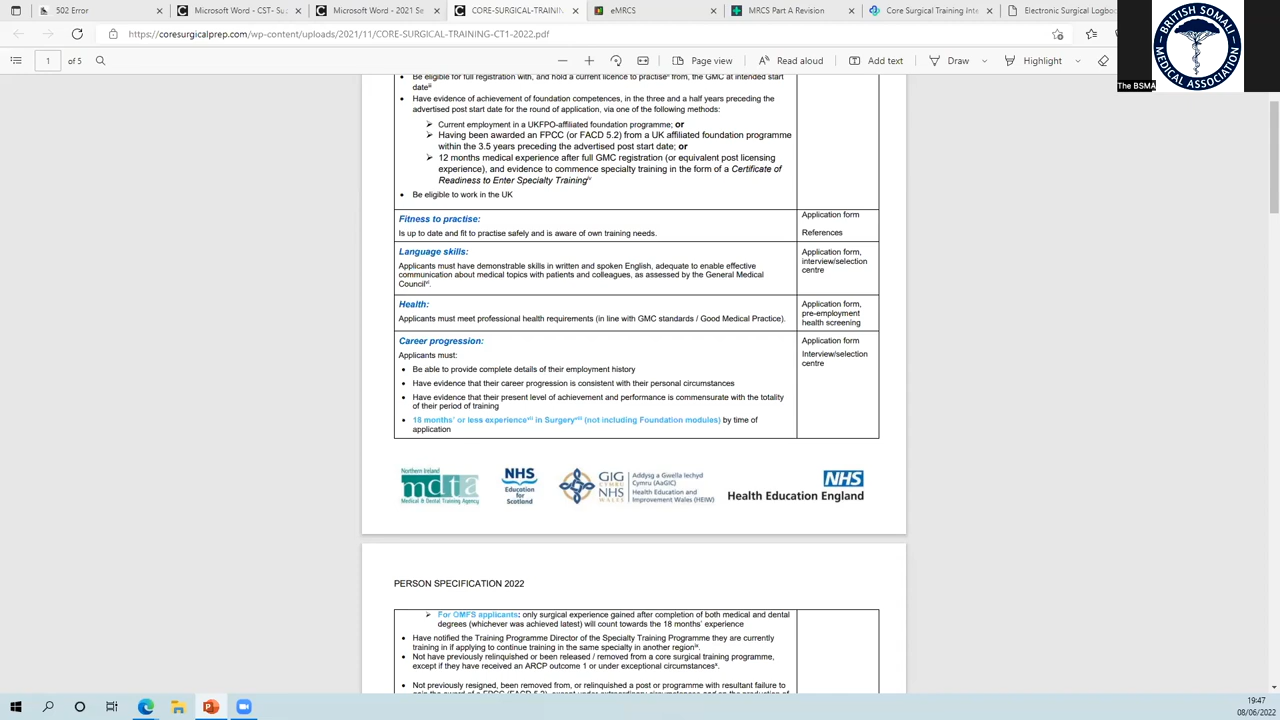 502 Error
Microsoft Word - CST- Su
Microsoft Word - 2021 Se
CORE-SURGICAL-TRAININ
eMRCS
MRCS Part A Revision
Core Surgical Training Inte
Electronic Surgical Logboo
https://coresurgicalprep.com/wp-content/uploads/2021/11/CORE-SURGICAL-TRAINING-CT1-2022.pdf
1 of 5
Page view
Read aloud
Add text
Draw
Highlight
BRITISH SOMALI MEDICAL ASSOCIATION
The BSMA
Be eligible for full registration with, and hold a current licence to practise from, the GMC at intended start
date
Have evidence of achievement of foundation competences, in the three and a half years preceding the
advertised post start date for the round of application, via one of the following methods:
Current employment in a UKFPO-affiliated foundation programme; or
Having been awarded an FPCC (or FACD 5.2) from a UK affiliated foundation programme
within the 3.5 years preceding the advertised post start date; or
12 months medical experience after full GMC registration (or equivalent post licensing
experience), and evidence to commence specialty training in the form of a Certificate of
Readiness to Enter Specialty Training iv
Be eligible to work in the UK
Fitness to practise:
Is up to date and fit to practise safely and is aware of own training needs.
Application form
References
Language skills:
Applicants must have demonstrable skills in written and spoken English, adequate to enable effective
communication about medical topics with patients and colleagues, as assessed by the General Medical
Council vi.
Application form,
interview/selection
centre
Health:
Applicants must meet professional health requirements (in line with GMC standards / Good Medical Practice).
Application form,
pre-employment
health screening
Career progression:
Applicants must:
Be able to provide complete details of their employment history
Have evidence that their career progression is consistent with their personal circumstances
Have evidence that their present level of achievement and performance is commensurate with the totality
of their period of training
18 months' or less experience vii in Surgery viii (not including Foundation modules) by time of
application
Application form
Interview/selection
centre
Northern Ireland
mdta
Medical & Dental Training Agency
NHS
Education
for
Scotland
GIG
CYMRU
NHS
WALES
Addysg a Gwella Iechyd
Cymru (AaGIC)
Health Education and
Improvement Wales (HEIW)
NHS
Health Education England
PERSON SPECIFICATION 2022
For OMFS applicants: only surgical experience gained after completion of both medical and dental
degrees (whichever was achieved latest) will count towards the 18 months' experience
Have notified the Training Programme Director of the Specialty Training Programme they are currently
training in if applying to continue training in the same specialty in another region ix.
Not have previously relinquished or been released / removed from a core surgical training programme,
except if they have received an ARCP outcome 1 or under exceptional circumstances x.
Not previously resigned, been removed from, or relinquished a post or programme with resultant failure to
19:47
08/06/2022